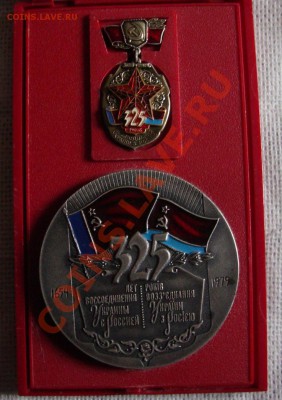 COINS.LAVE.RU
325
325
1654 1979
ЛЕТ РОКІВ
ВОССОЕДИНЕНИЯ ВОЗЗ'ЄДНАННЯ
УКРАИНЫ УКРАЇНИ
С РОССИЕЙ З РОСІЄЮ
COINS.LAVE.RU